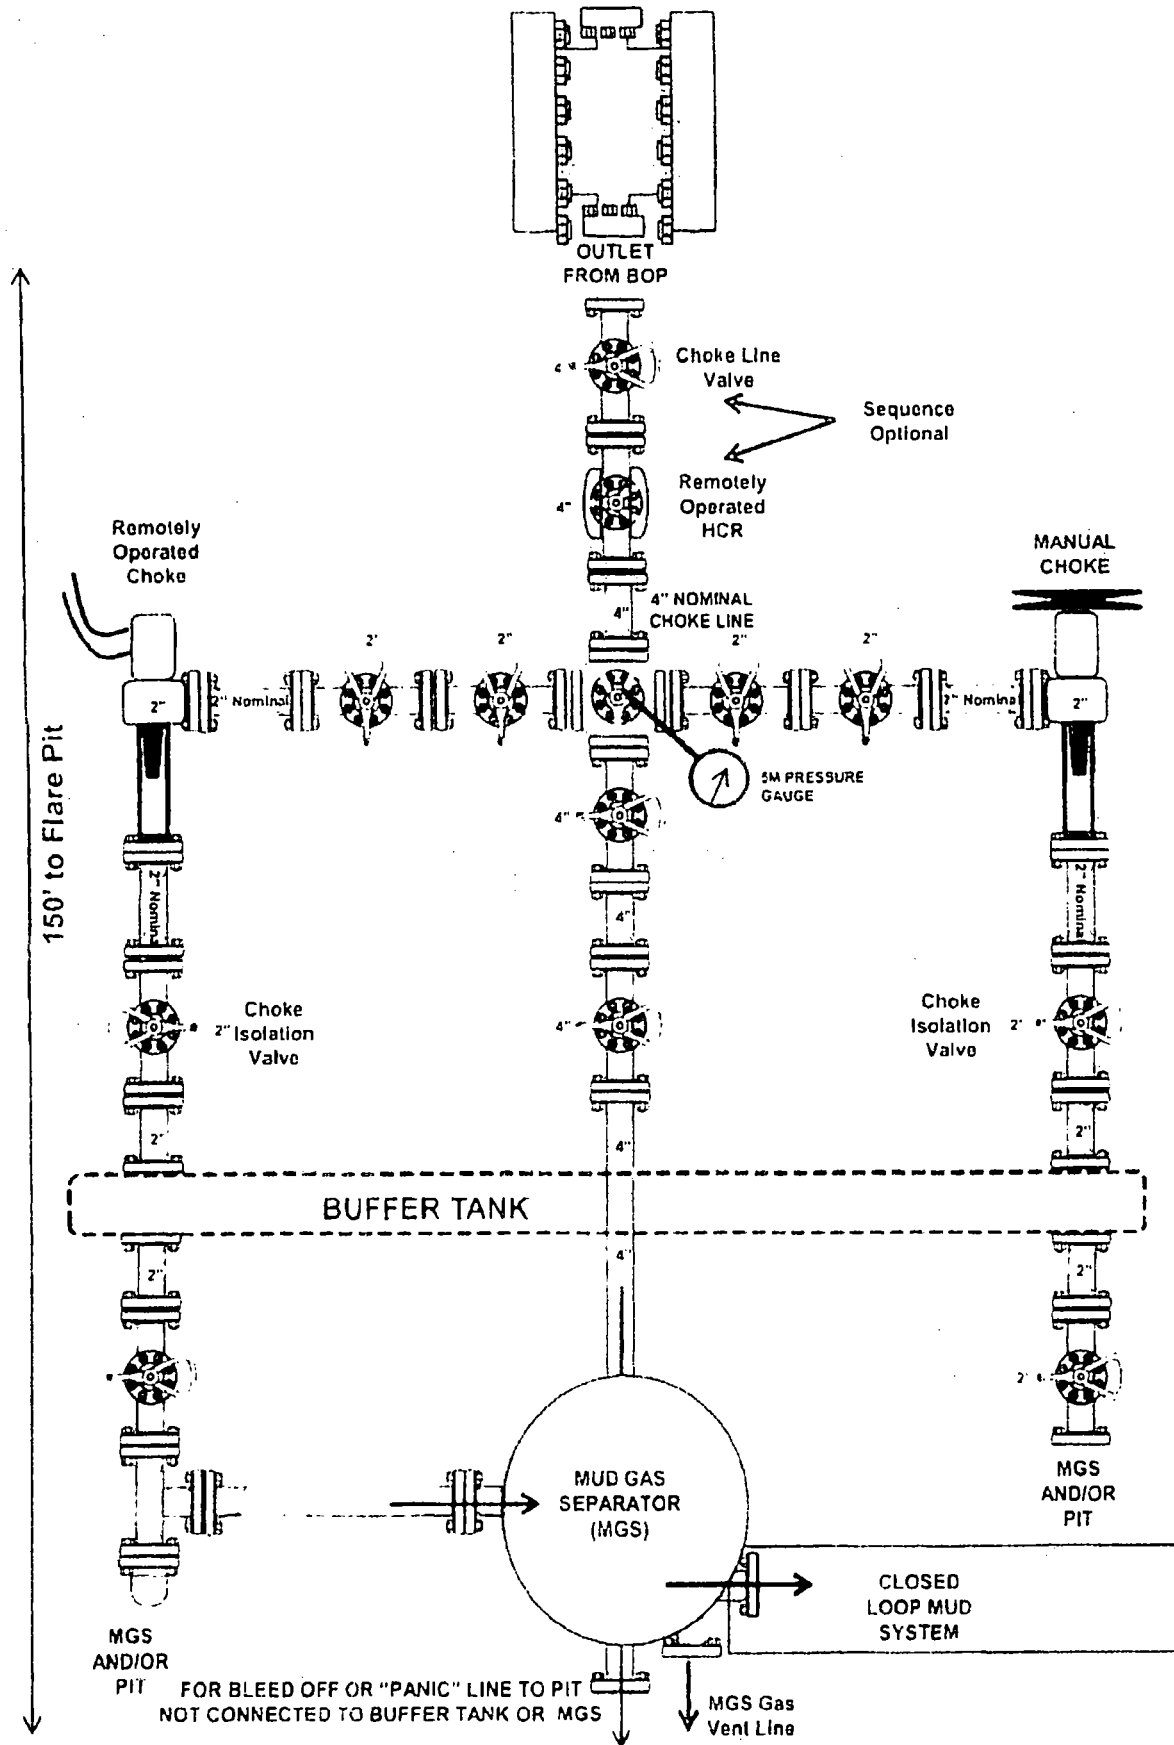 OUTLET
FROM BOP
4"
Choke Line
Valve
Sequence
Optional
4"
Remotely
Operated
HCR
Remotely
Operated
Choke
MANUAL
CHOKE
4"
4" NOMINAL
CHOKE LINE
2'
2"
2"
2"
2"
2" Nominal
2" Nominal
2"
150' to Flare Pit
5M PRESSURE
GAUGE
4"
2" Nomina
4"
2" Nomina
2"
Choke
Isolation
Valve
4"
Choke
Isolation
Valve
2'
2"
4"
2"
BUFFER TANK
2"
4"
2"
2'
MUD GAS
SEPARATOR
(MGS)
MGS
AND/OR
PIT
CLOSED
LOOP MUD
SYSTEM
MGS
AND/OR
PIT
FOR BLEED OFF OR "PANIC" LINE TO PIT
NOT CONNECTED TO BUFFER TANK OR MGS
MGS Gas
Vent Line